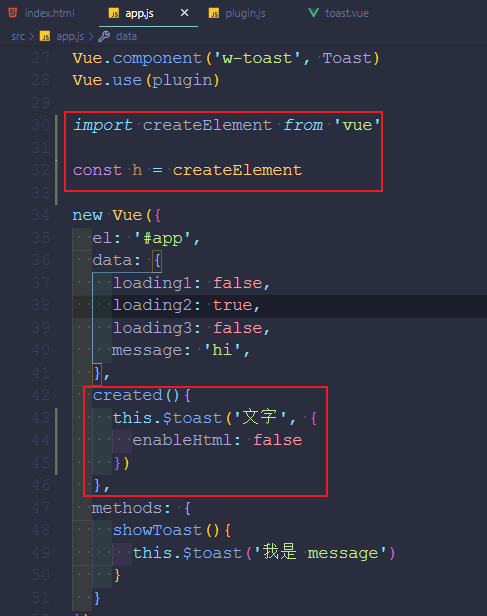 index.html app.js × plugin.js toast.vue
src > app.js > data
27 Vue.component('w-toast', Toast)
28 Vue.use(plugin)
29
30 import createElement from 'vue'
31
32 const h = createElement
33
34 new Vue({
35 el: '#app',
36 data: {
37 loading1: false,
38 loading2: true,
39 loading3: false,
40 message: 'hi',
41 },
42 created(){
43 this.$toast('文字', {
44 enableHtml: false
45 })
46 },
47 methods: {
48 showToast(){
49 this.$toast('我是 message')
50 }
51 }